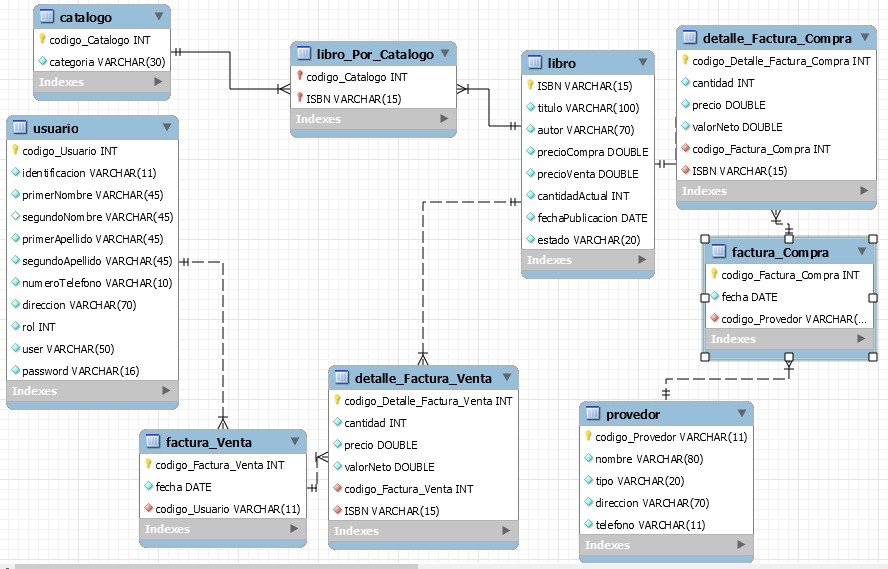 catalogo
codigo_Catalogo INT
categoria VARCHAR(30)
Indexes
libro_Por_Catalogo
codigo_Catalogo INT
ISBN VARCHAR(15)
Indexes
libro
ISBN VARCHAR(15)
titulo VARCHAR(100)
autor VARCHAR(70)
precioCompra DOUBLE
precioVenta DOUBLE
cantidadActual INT
fechaPublicacion DATE
estado VARCHAR(20)
Indexes
detalle_Factura_Compra
codigo_Detalle_Factura_Compra INT
cantidad INT
precio DOUBLE
valorNeto DOUBLE
codigo_Factura_Compra INT
ISBN VARCHAR(15)
Indexes
usuario
codigo_Usuario INT
identificacion VARCHAR(11)
primerNombre VARCHAR(45)
segundoNombre VARCHAR(45)
primerApellido VARCHAR(45)
segundoApellido VARCHAR(45)
numeroTelefono VARCHAR(10)
direccion VARCHAR(70)
rol INT
user VARCHAR(50)
password VARCHAR(16)
Indexes
factura_Compra
codigo_Factura_Compra INT
fecha DATE
codigo_Provedor VARCHAR(...
Indexes
detalle_Factura_Venta
codigo_Detalle_Factura_Venta INT
cantidad INT
precio DOUBLE
valorNeto DOUBLE
codigo_Factura_Venta INT
ISBN VARCHAR(15)
Indexes
factura_Venta
codigo_Factura_Venta INT
fecha DATE
codigo_Usuario VARCHAR(11)
Indexes
provedor
codigo_Provedor VARCHAR(11)
nombre VARCHAR(80)
tipo VARCHAR(20)
direccion VARCHAR(70)
telefono VARCHAR(11)
Indexes